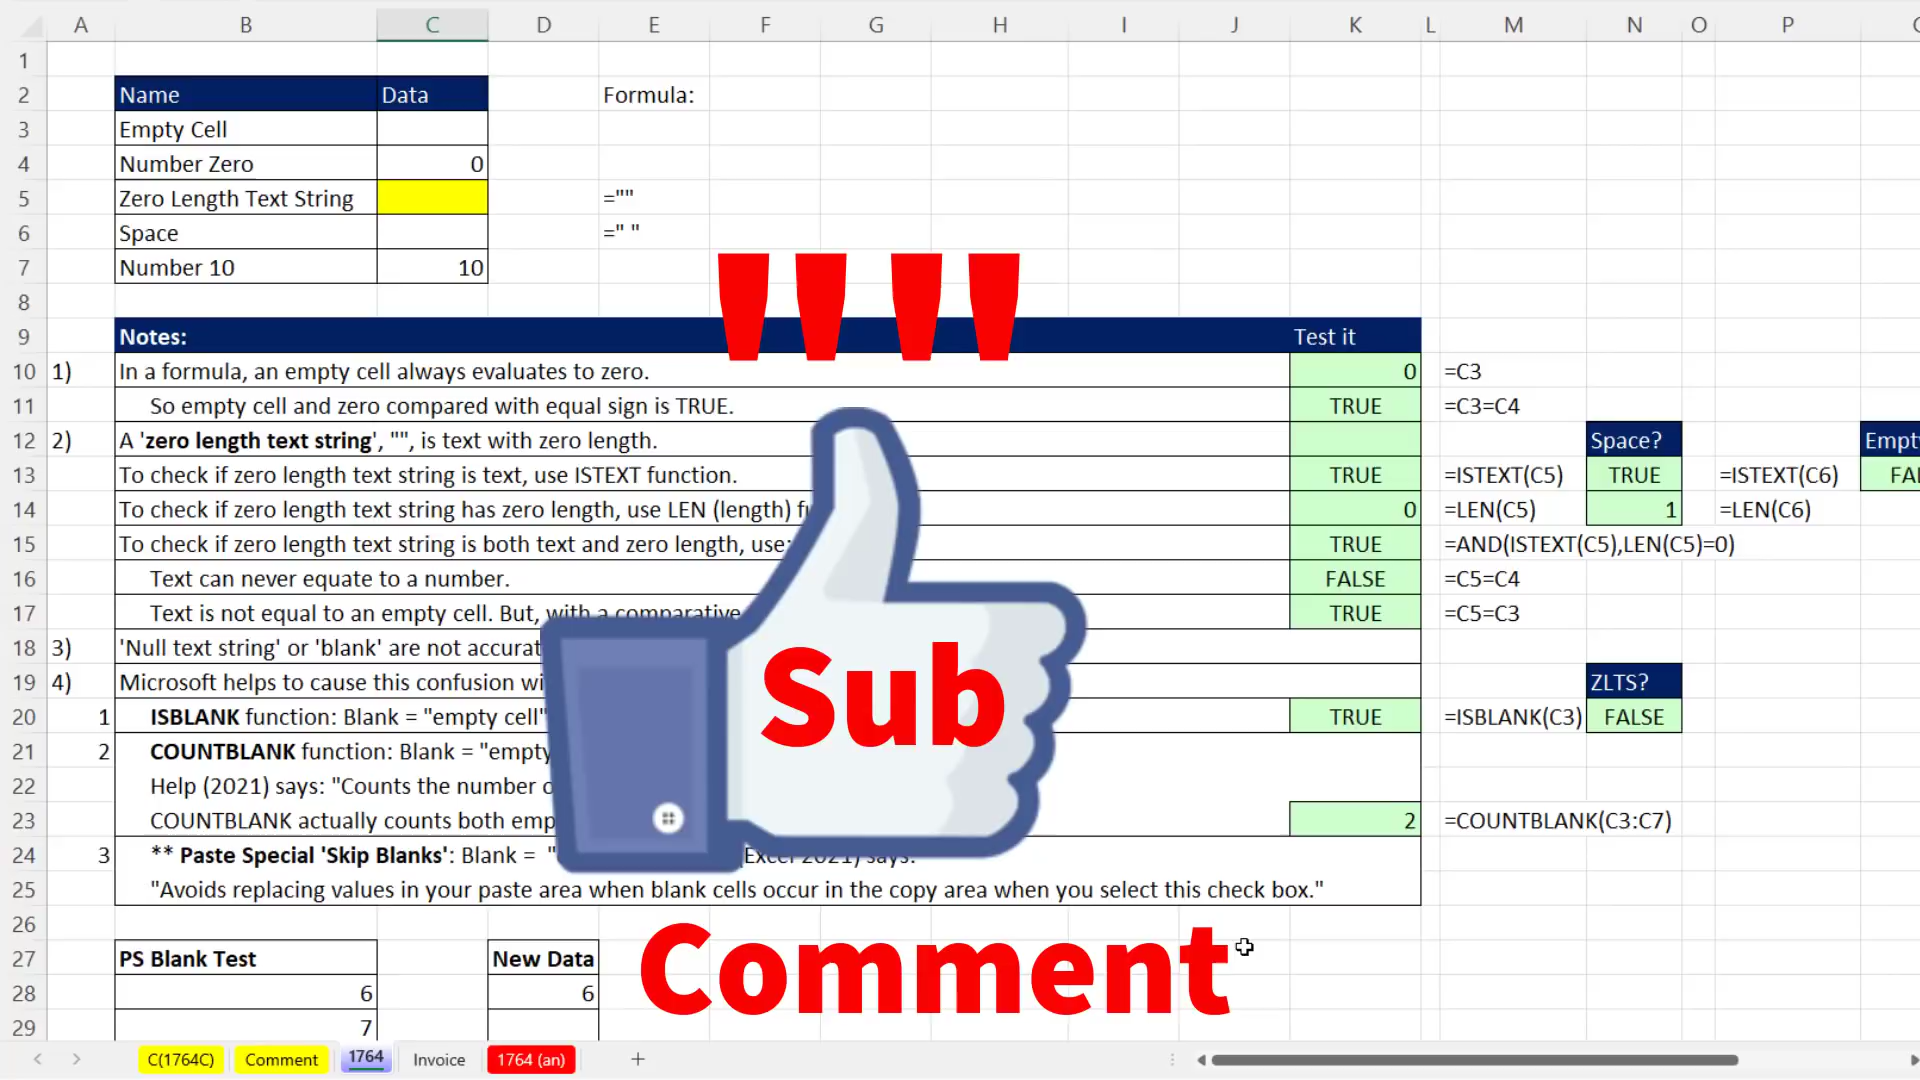 A B C D E F G H I J K L M N O P
1
2 Name Data Formula:
3 Empty Cell
4 Number Zero 0
5 Zero Length Text String =""
6 Space =" "
7 Number 10 10
""""
8
9 Notes: Test it
10 1) In a formula, an empty cell always evaluates to zero. 0 =C3
11 So empty cell and zero compared with equal sign is TRUE. TRUE =C3=C4
12 2) A 'zero length text string', "", is text with zero length. Space?
13 To check if zero length text string is text, use ISTEXT function. TRUE =ISTEXT(C5) TRUE =ISTEXT(C6)
14 To check if zero length text string has zero length, use LEN (length) 0 =LEN(C5) 1 =LEN(C6)
15 To check if zero length text string is both text and zero length, use: TRUE =AND(ISTEXT(C5),LEN(C5)=0)
16 Text can never equate to a number. FALSE =C5=C4
17 Text is not equal to an empty cell. But, with a comparative TRUE =C5=C3
18 3) 'Null text string' or 'blank' are not
Sub
19 4) Microsoft helps to cause this confusion ZLTS?
20 1 ISBLANK function: Blank = "empty cell" TRUE =ISBLANK(C3) FALSE
21 2 COUNTBLANK function: Blank = "empty
22 Help (2021) says: "Counts the number
23 COUNTBLANK actually counts both 2 =COUNTBLANK(C3:C7)
24 3 ** Paste Special 'Skip Blanks': Blank = " (Excel 2021) says:
25 "Avoids replacing values in your paste area when blank cells occur in the copy area when you select this check box."
26
Comment
27 PS Blank Test New Data
28 6 6
29 7
C(1764C) Comment 1764 Invoice 1764 (an) +